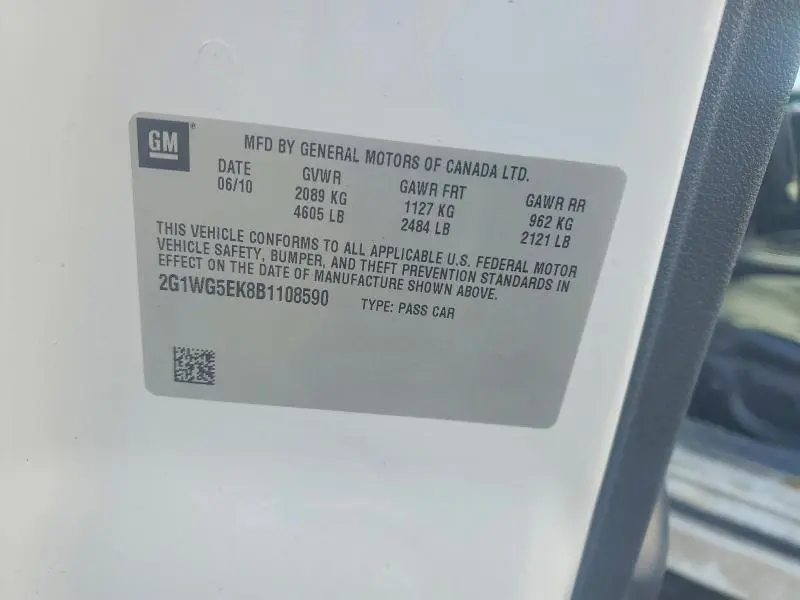 GM®
MFD BY GENERAL MOTORS OF CANADA LTD.
DATE GVWR GAWR FRT GAWR RR
06/10 2089 KG 1127 KG 962 KG
4605 LB 2484 LB 2121 LB
THIS VEHICLE CONFORMS TO ALL APPLICABLE U.S. FEDERAL MOTOR
VEHICLE SAFETY, BUMPER, AND THEFT PREVENTION STANDARDS IN
EFFECT ON THE DATE OF MANUFACTURE SHOWN ABOVE.
2G1WG5EK8B1108590 TYPE: PASS CAR